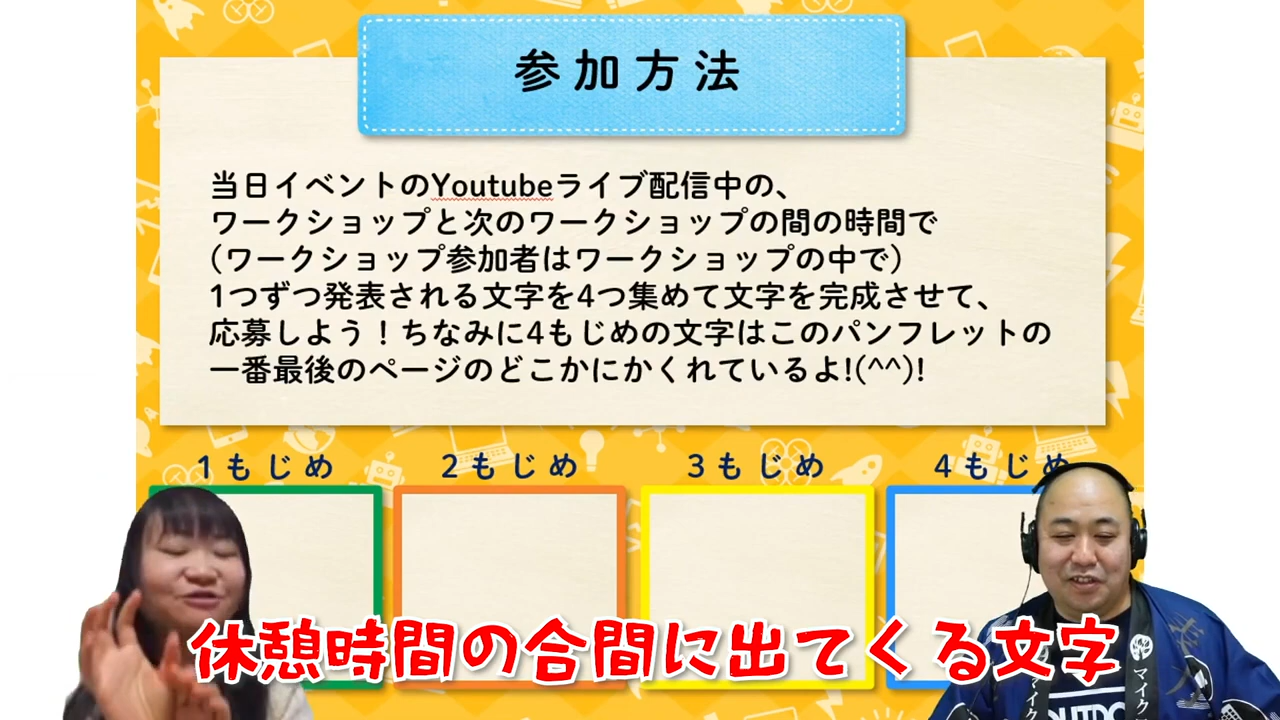 参加方法
当日イベントのYoutubeライブ配信中の、
ワークショップと次のワークショップの間の時間で
(ワークショップ参加者はワークショップの中で)
1つずつ発表される文字を4つ集めて文字を完成させて、
応募しよう！ちなみに4もじめの文字はこのパンフレットの
一番最後のページのどこかにかくれているよ!(^^)!
1もじめ
2もじめ
3もじめ
4もじめ
休憩時間の合間に出てくる文字
マイク
マイク
OUTDO